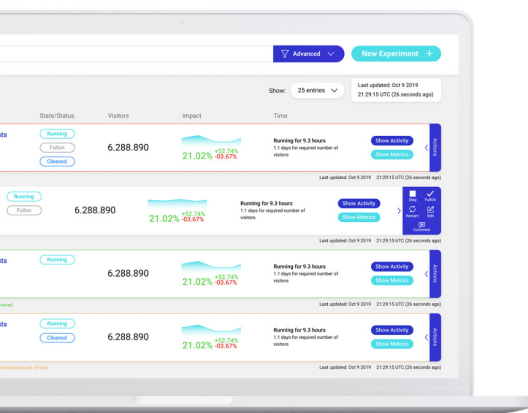 Advanced
New Experiment +
Show:
25 entries
Last updated: Oct 9 2019
21:29:15 UTC (26 seconds ago)
State/Status
Visitors
Impact
Time
nts
Running
Fullon
Cleaned
6.288.890
21.02%
+52.74%
-03.67%
Running for 9.3 hours
1.1 days for required number of
visitors
Show Activity
Show Metrics
Actions
Last updated: Oct 9 2019 21:29:15 UTC (26 seconds ago)
Running
Fullon
6.288.890
21.02%
+52.74%
-03.67%
Running for 9.3 hours
1.1 days for required number of
visitors
Show Activity
Show Metrics
Stop
FullOn
Restart
Edit
Comment
Last updated: Oct 9 2019 21:29:15 UTC (26 seconds ago)
nts
Running
6.288.890
21.02%
+52.74%
-03.67%
Running for 9.3 hours
1.1 days for required number of
visitors
Show Activity
Show Metrics
Actions
Last updated: Oct 9 2019 21:29:15 UTC (26 seconds ago)
nts
Running
Cleaned
6.288.890
21.02%
+52.74%
-03.67%
Running for 9.3 hours
1.1 days for required number of
visitors
Show Activity
Show Metrics
Actions
amount of time
Last updated: Oct 9 2019 21:29:15 UTC (26 seconds ago)